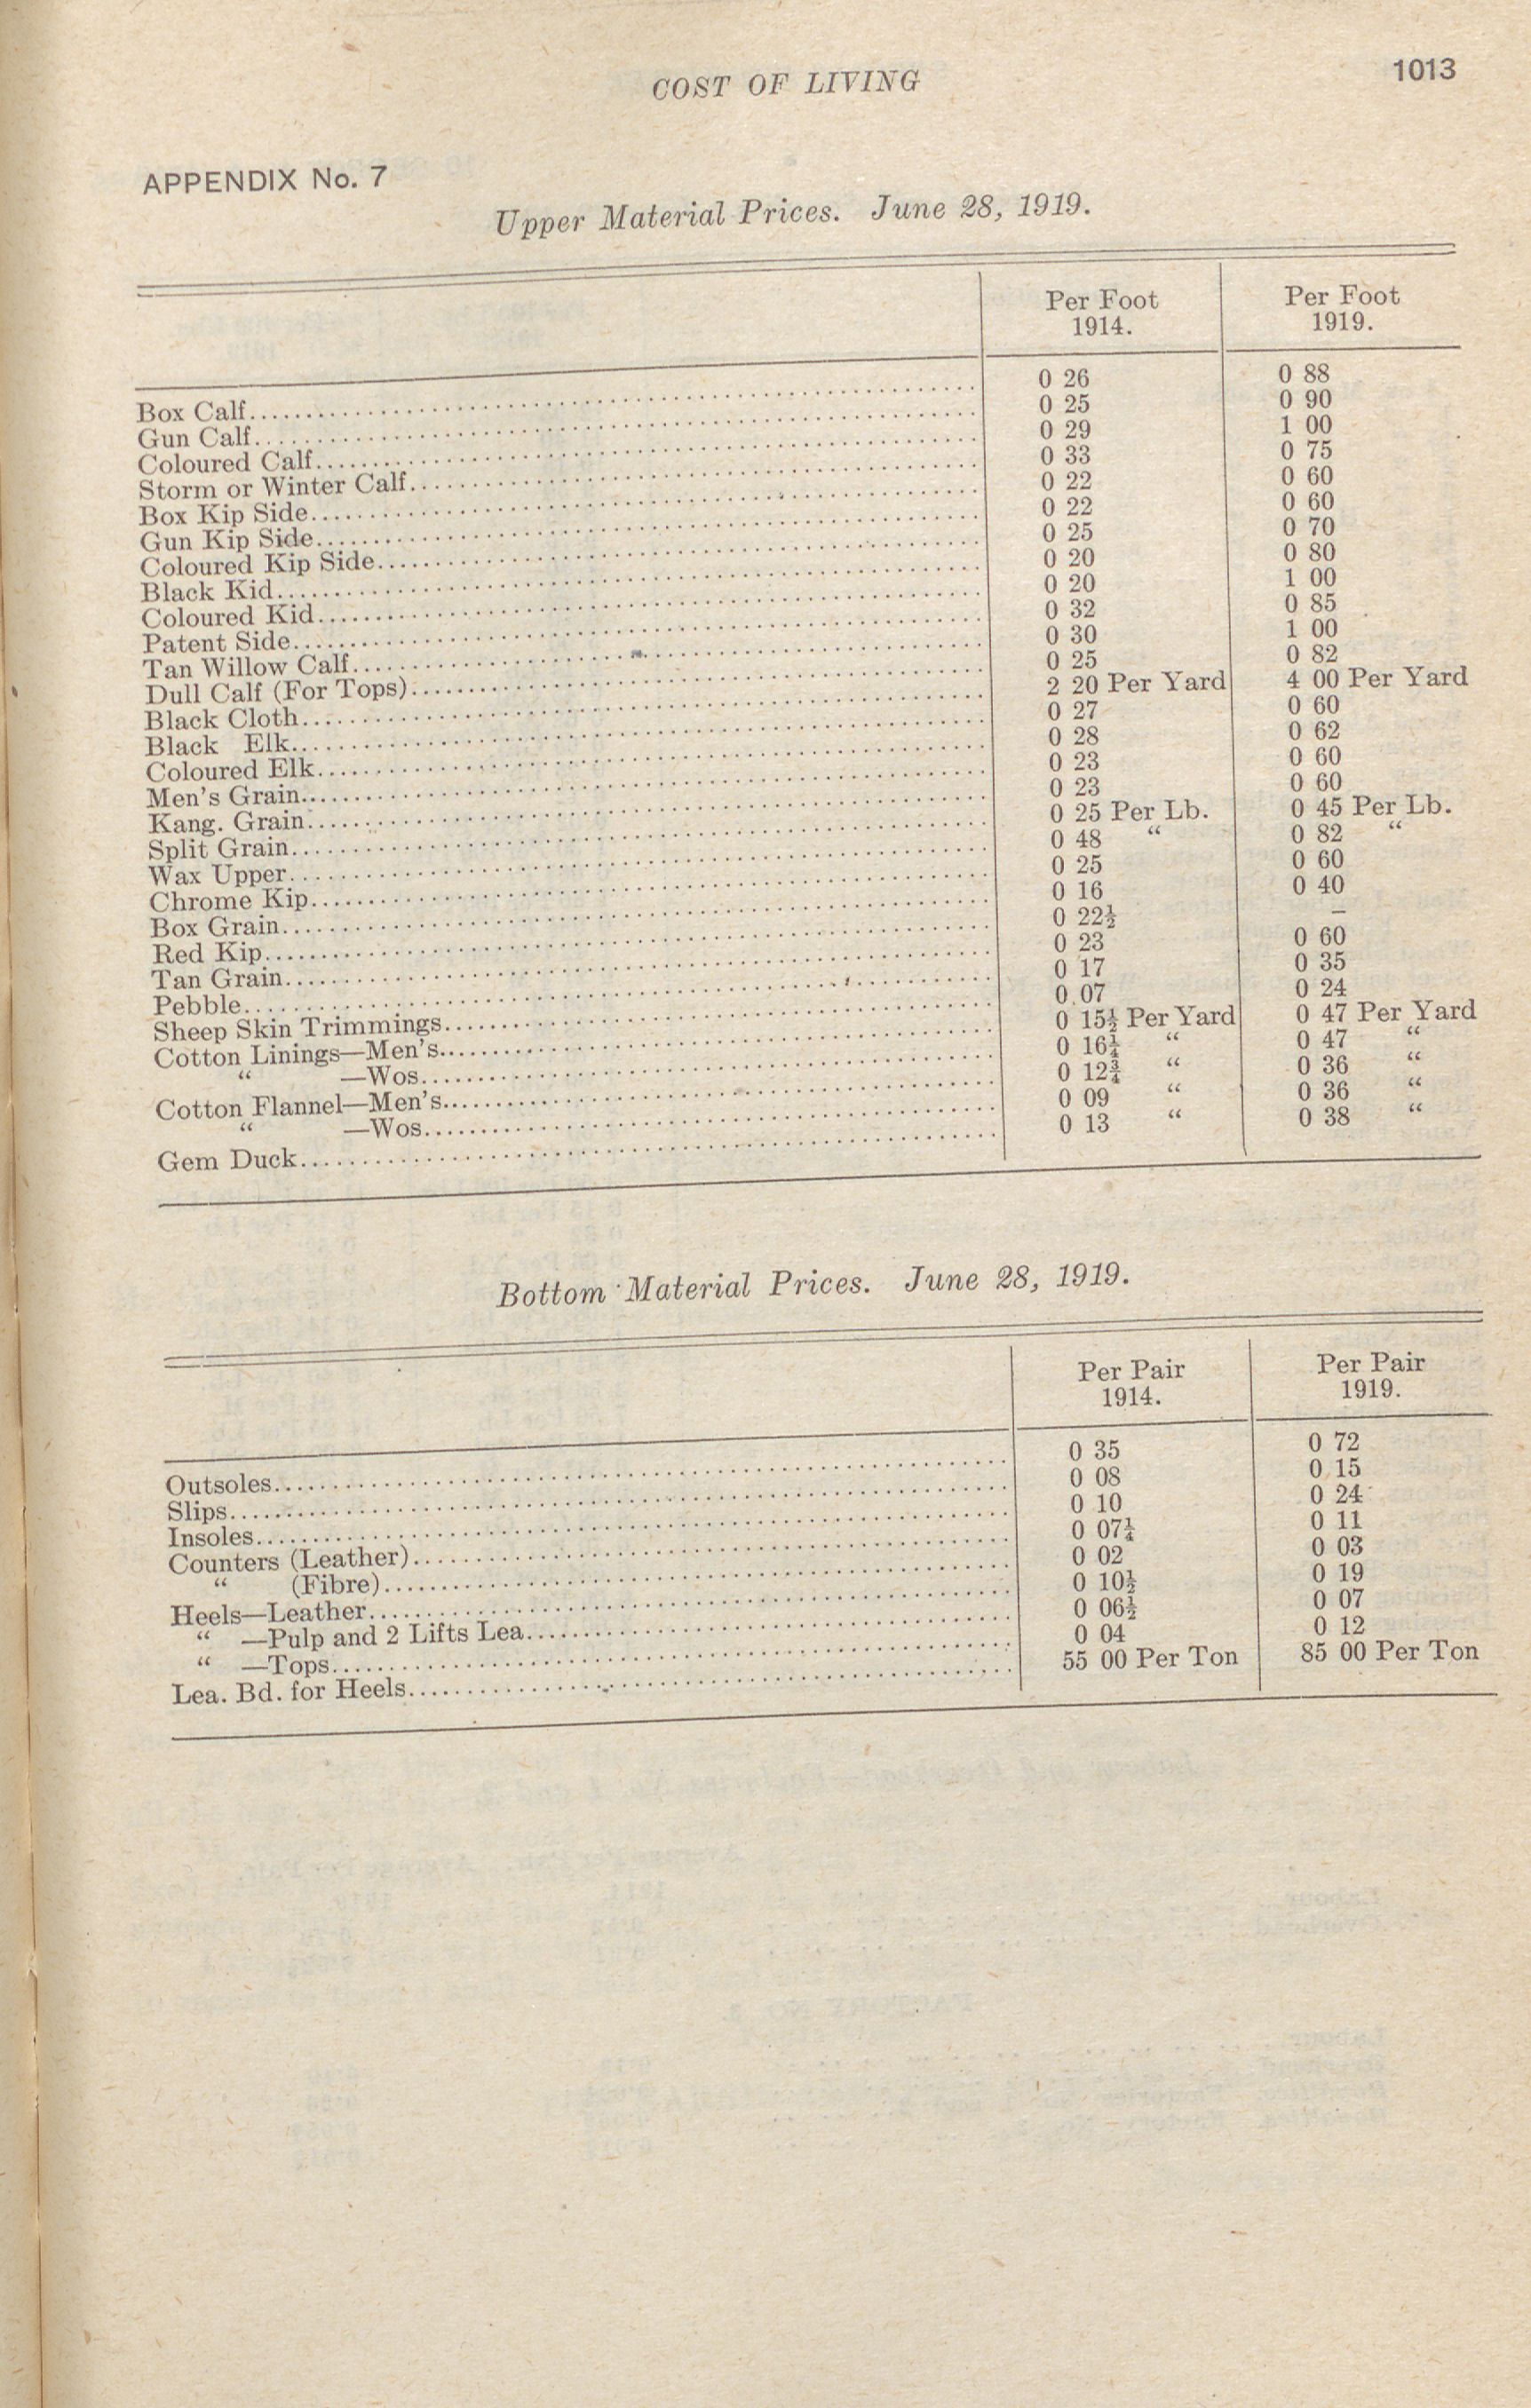 COST OF LIVING 1013
APPENDIX No. 7
Upper Material Prices. June 28, 1919.
Per Foot 1914. Per Foot 1919.
Box Calf 0 26 0 88
Gun Calf 0 25 0 90
Coloured Calf 0 29 1 00
Storm or Winter Calf 0 33 0 75
Box Kip Side 0 22 0 60
Gun Kip Side 0 22 0 60
Coloured Kip Side 0 25 0 70
Black Kid 0 20 0 80
Coloured Kid 0 20 1 00
Patent Side 0 32 0 85
Tan Willow Calf 0 30 1 00
Dull Calf (For Tops) 0 25 0 82
Black Cloth 2 20 Per Yard 4 00 Per Yard
Black Elk 0 27 0 60
Coloured Elk 0 28 0 62
Men's Grain 0 23 0 60
Kang. Grain 0 23 0 60
Split Grain 0 25 Per Lb. 0 45 Per Lb.
Wax Upper 0 48 “ 0 82 “
Chrome Kip 0 25 0 60
Box Grain 0 16 0 40
Red Kip 0 22½ –
Tan Grain 0 23 0 60
Pebble 0 17 0 35
Sheep Skin Trimmings 0 07 0 24
Cotton Linings—Men's 0 15½ Per Yard 0 47 Per Yard
“ —Wos 0 16¼ “ 0 47 “
Cotton Flannel—Men's 0 12¾ “ 0 36 “
“ —Wos 0 09 “ 0 36 “
Gem Duck 0 13 “ 0 38 “
Bottom Material Prices. June 28, 1919.
Per Pair 1914. Per Pair 1919.
Outsoles 0 35 0 72
Slips 0 08 0 15
Insoles 0 10 0 24
Counters (Leather) 0 07¼ 0 11
“ (Fibre) 0 02 0 03
Heels—Leather 0 10½ 0 19
“ —Pulp and 2 Lifts Lea 0 06½ 0 07
“ —Tops 0 04 0 12
Lea. Bd. for Heels 55 00 Per Ton 85 00 Per Ton